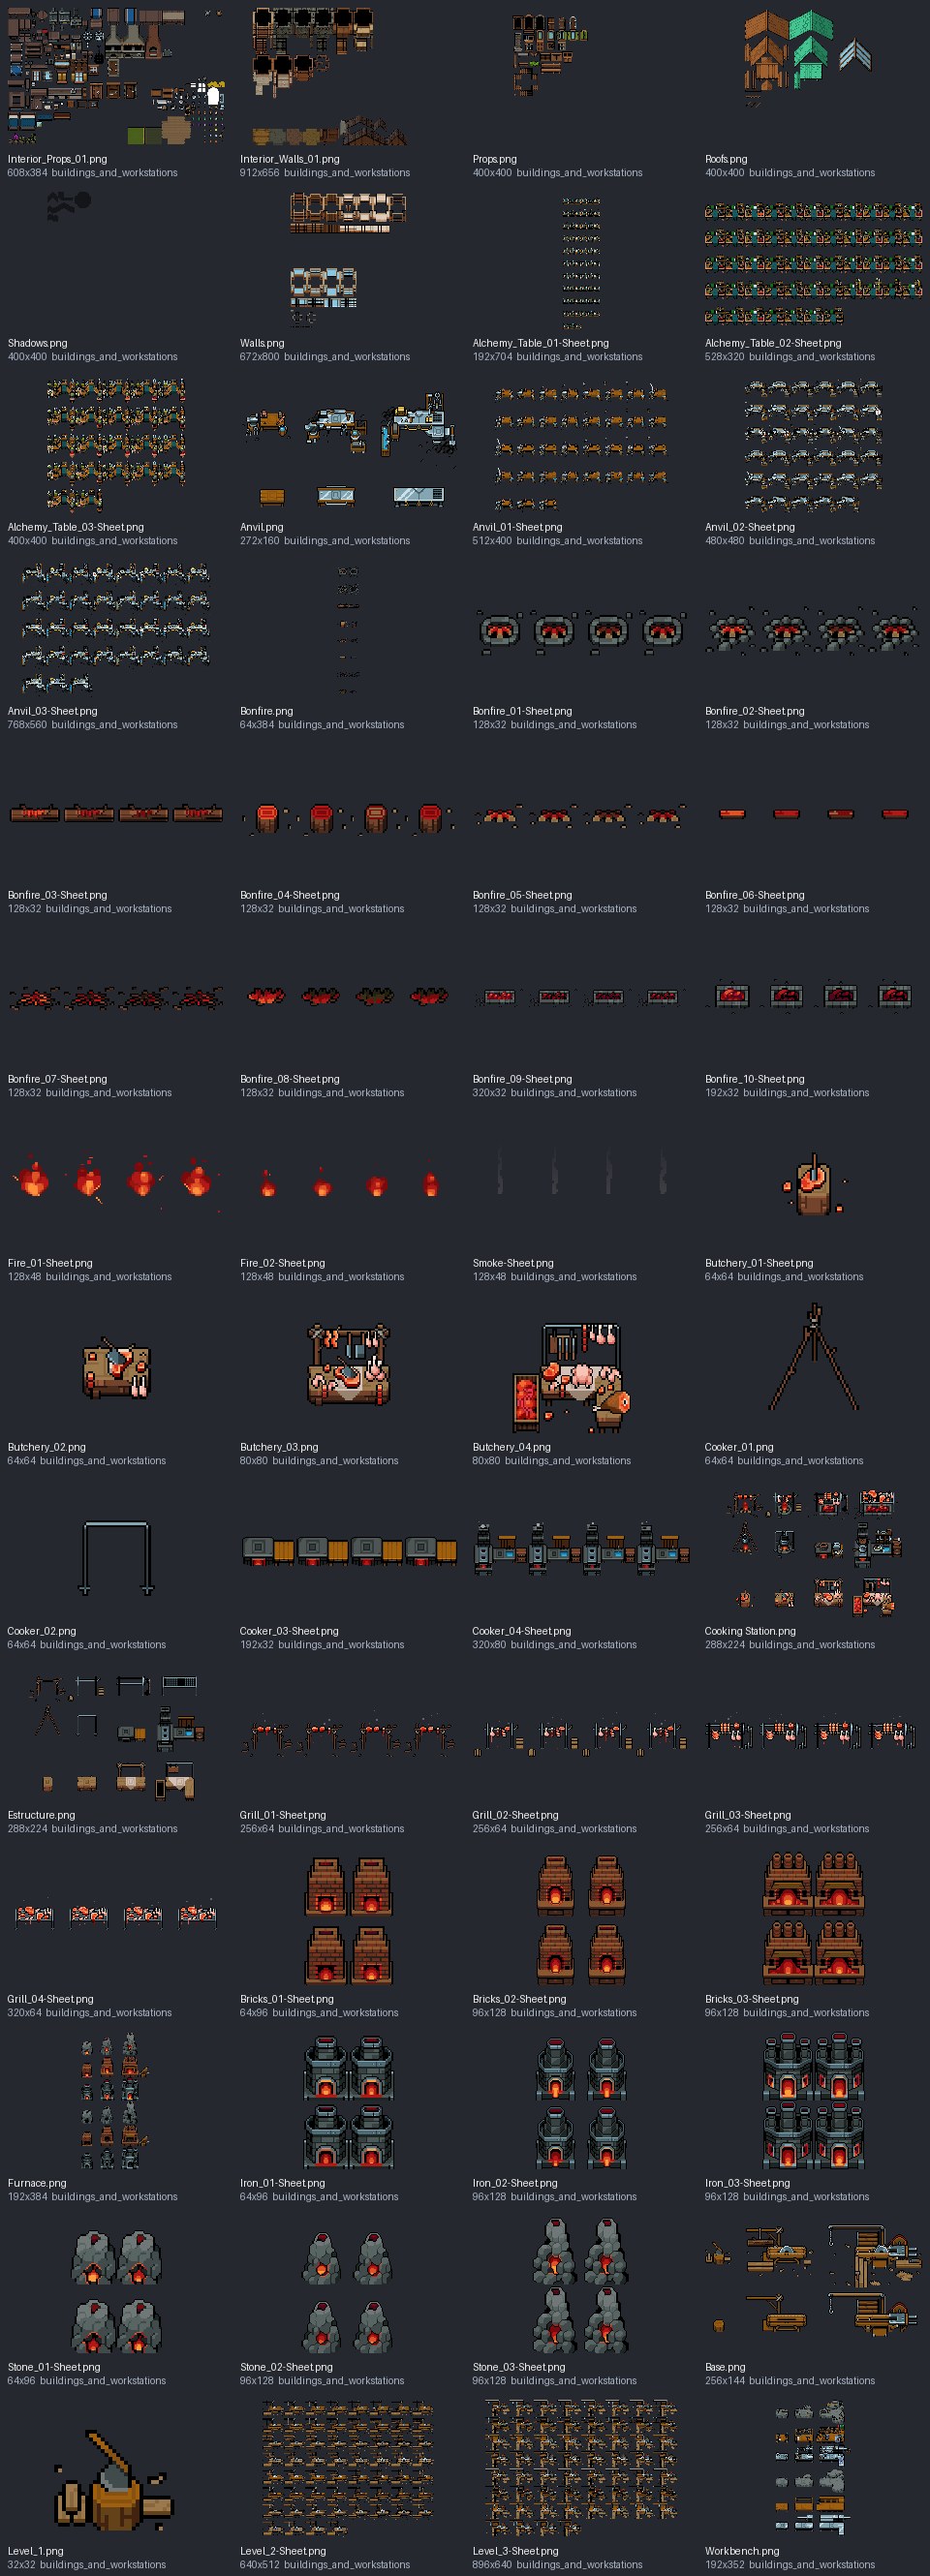 Interior_Props_01.png
608x384 buildings_and_workstations
Interior_Walls_01.png
912x656 buildings_and_workstations
Props.png
400x400 buildings_and_workstations
Roofs.png
400x400 buildings_and_workstations
Shadows.png
400x400 buildings_and_workstations
Walls.png
672x800 buildings_and_workstations
Alchemy_Table_01-Sheet.png
192x704 buildings_and_workstations
Alchemy_Table_02-Sheet.png
528x320 buildings_and_workstations
Alchemy_Table_03-Sheet.png
400x400 buildings_and_workstations
Anvil.png
272x160 buildings_and_workstations
Anvil_01-Sheet.png
512x400 buildings_and_workstations
Anvil_02-Sheet.png
480x480 buildings_and_workstations
Anvil_03-Sheet.png
768x560 buildings_and_workstations
Bonfire.png
64x384 buildings_and_workstations
Bonfire_01-Sheet.png
128x32 buildings_and_workstations
Bonfire_02-Sheet.png
128x32 buildings_and_workstations
Bonfire_03-Sheet.png
128x32 buildings_and_workstations
Bonfire_04-Sheet.png
128x32 buildings_and_workstations
Bonfire_05-Sheet.png
128x32 buildings_and_workstations
Bonfire_06-Sheet.png
128x32 buildings_and_workstations
Bonfire_07-Sheet.png
128x32 buildings_and_workstations
Bonfire_08-Sheet.png
128x32 buildings_and_workstations
Bonfire_09-Sheet.png
320x32 buildings_and_workstations
Bonfire_10-Sheet.png
192x32 buildings_and_workstations
Fire_01-Sheet.png
128x48 buildings_and_workstations
Fire_02-Sheet.png
128x48 buildings_and_workstations
Smoke-Sheet.png
128x48 buildings_and_workstations
Butchery_01-Sheet.png
64x64 buildings_and_workstations
Butchery_02.png
64x64 buildings_and_workstations
Butchery_03.png
80x80 buildings_and_workstations
Butchery_04.png
80x80 buildings_and_workstations
Cooker_01.png
64x64 buildings_and_workstations
Cooker_02.png
64x64 buildings_and_workstations
Cooker_03-Sheet.png
192x32 buildings_and_workstations
Cooker_04-Sheet.png
320x80 buildings_and_workstations
Cooking Station.png
288x224 buildings_and_workstations
Estructure.png
288x224 buildings_and_workstations
Grill_01-Sheet.png
256x64 buildings_and_workstations
Grill_02-Sheet.png
256x64 buildings_and_workstations
Grill_03-Sheet.png
256x64 buildings_and_workstations
Grill_04-Sheet.png
320x64 buildings_and_workstations
Bricks_01-Sheet.png
64x96 buildings_and_workstations
Bricks_02-Sheet.png
96x128 buildings_and_workstations
Bricks_03-Sheet.png
96x128 buildings_and_workstations
Furnace.png
192x384 buildings_and_workstations
Iron_01-Sheet.png
64x96 buildings_and_workstations
Iron_02-Sheet.png
96x128 buildings_and_workstations
Iron_03-Sheet.png
96x128 buildings_and_workstations
Stone_01-Sheet.png
64x96 buildings_and_workstations
Stone_02-Sheet.png
96x128 buildings_and_workstations
Stone_03-Sheet.png
96x128 buildings_and_workstations
Base.png
256x144 buildings_and_workstations
Level_1.png
32x32 buildings_and_workstations
Level_2-Sheet.png
640x512 buildings_and_workstations
Level_3-Sheet.png
896x640 buildings_and_workstations
Workbench.png
192x352 buildings_and_workstations